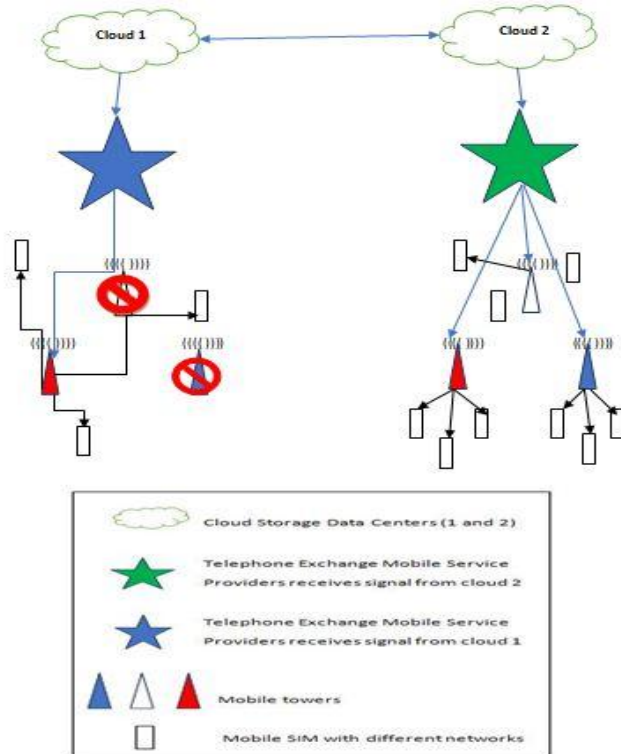 Cloud 1
Cloud 2
Cloud Storage Data Centers (1 and 2)
Telephone Exchange Mobile Service
Providers receives signal from cloud 2
Telephone Exchange Mobile Service
Providers receives signal from cloud 1
Mobile towers
Mobile SIM with different networks